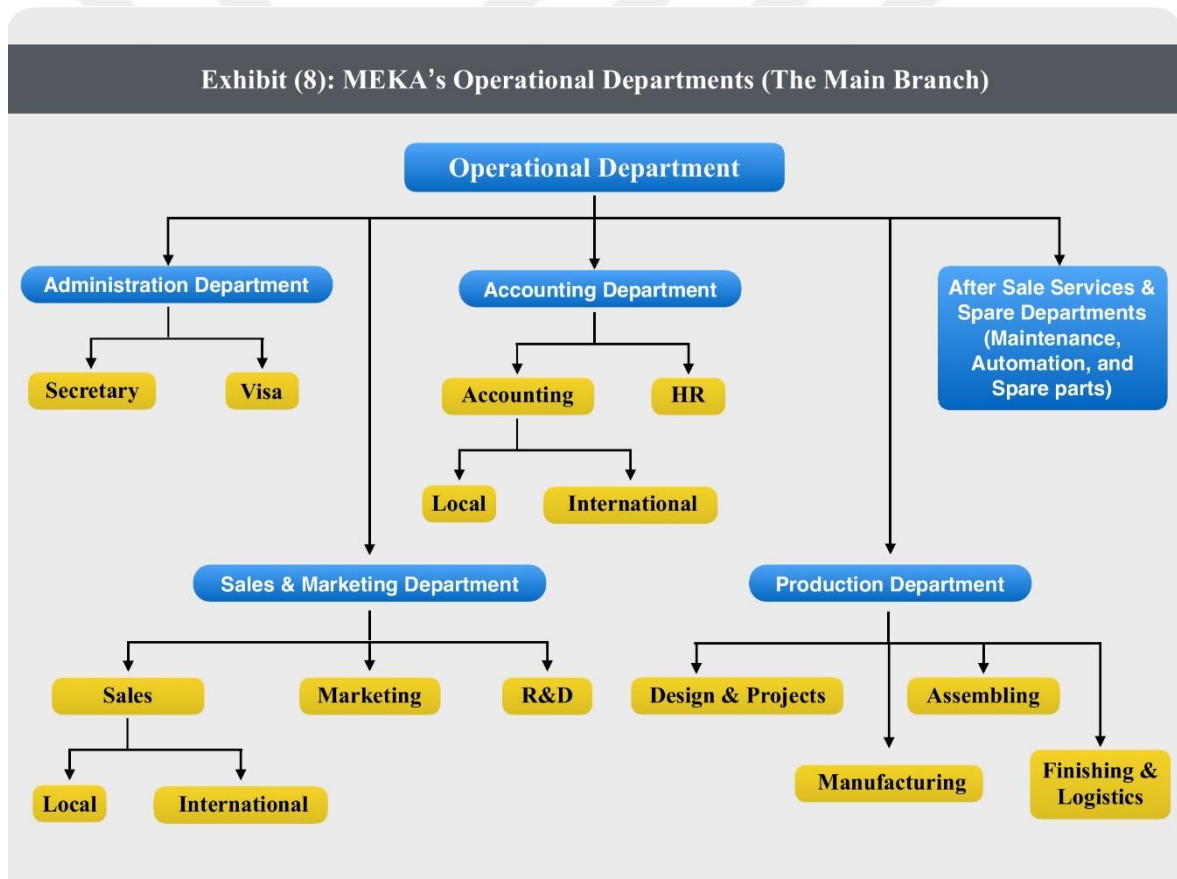 Exhibit (8): MEKA’s Operational Departments (The Main Branch)
Operational Department
Administration Department
Accounting Department
After Sale Services &
Spare Departments
(Maintenance,
Automation, and
Spare parts)
Secretary
Visa
Accounting
HR
Local
International
Sales & Marketing Department
Production Department
Sales
Marketing
R&D
Design & Projects
Assembling
Local
International
Manufacturing
Finishing &
Logistics